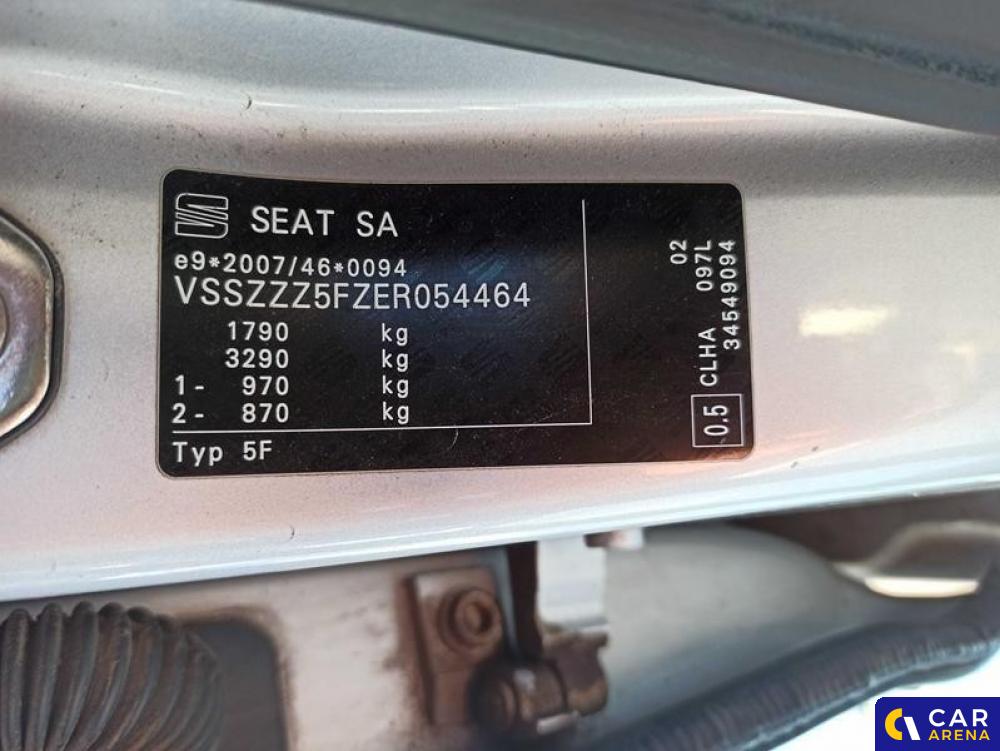 SEAT SA
e9*2007/46*0094
VSSZZZ5FZER054464
1790 kg
3290 kg
1- 970 kg
2- 870 kg
Typ 5F
02
CLHA 097L
34549094
0.5
CAR
ARENA